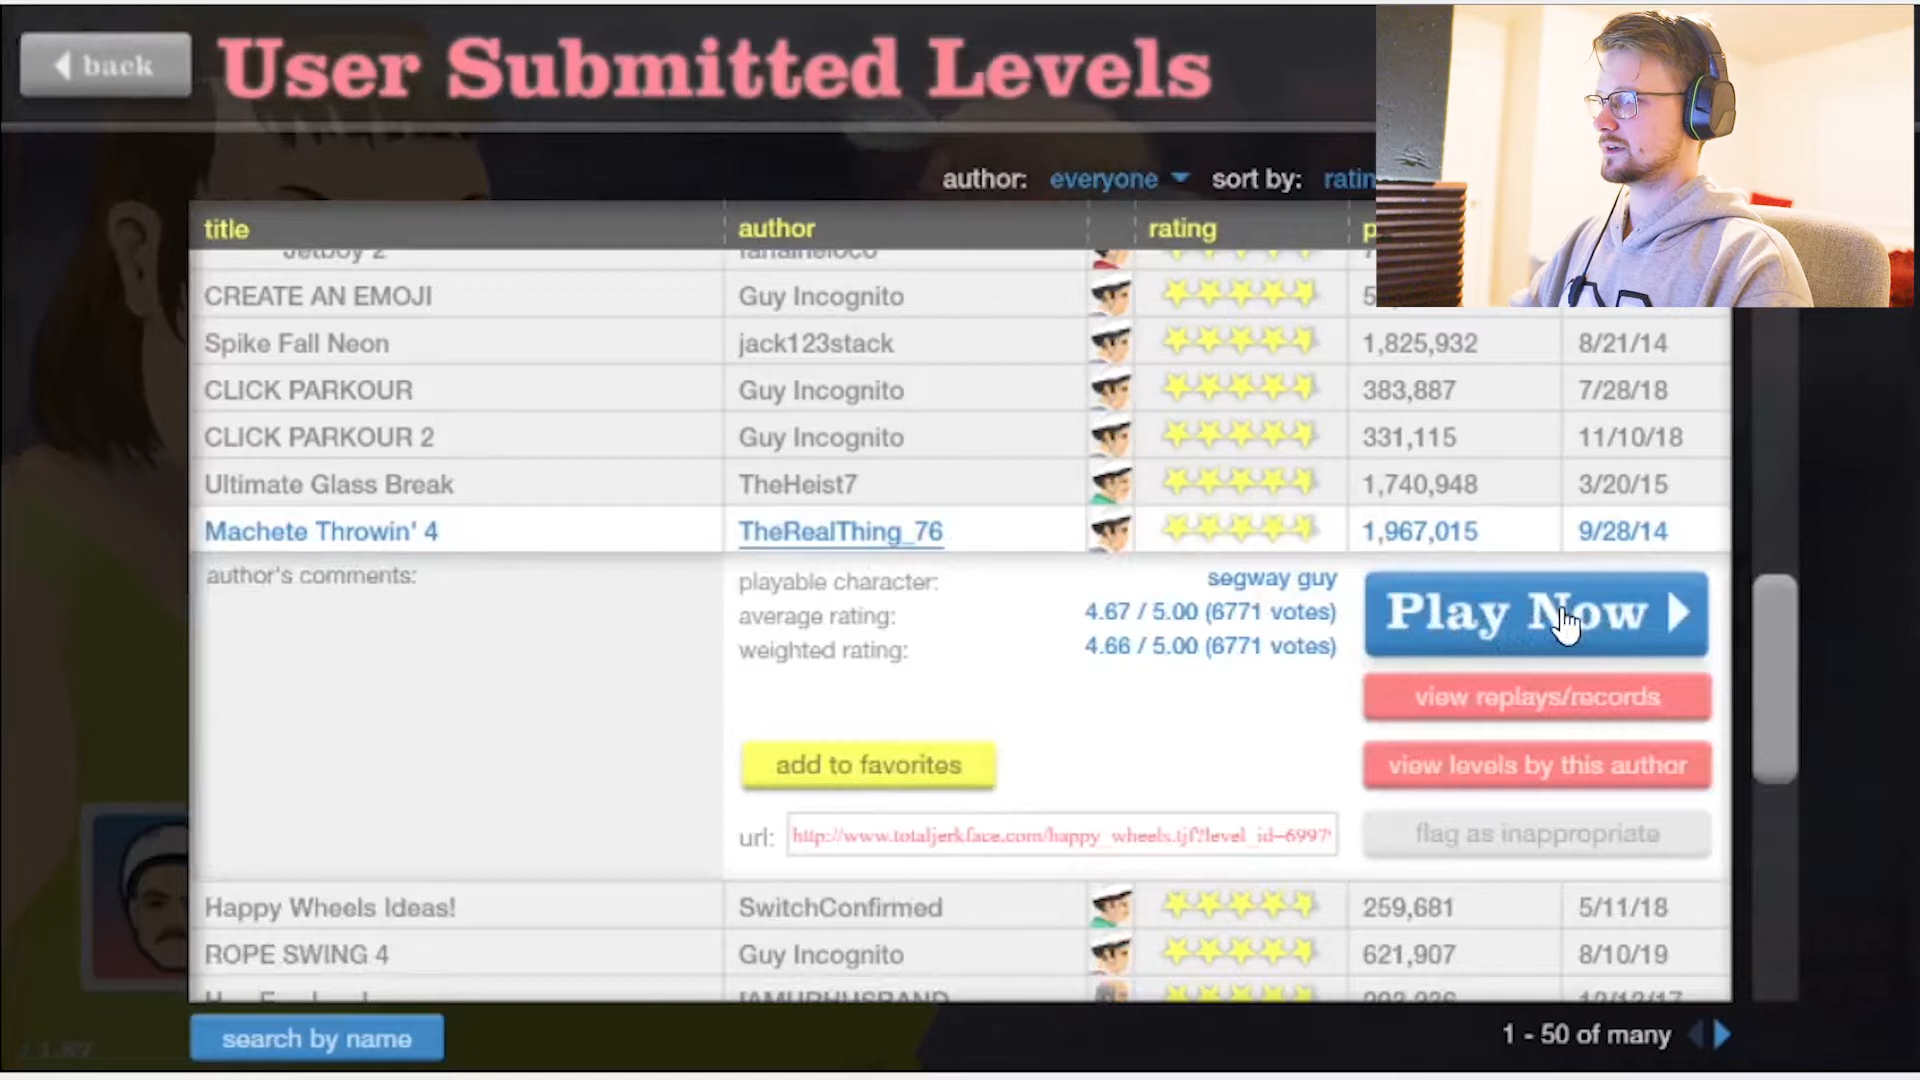 back
User Submitted Levels
author: everyone sort by:
title author rating
Jetboy 2
CREATE AN EMOJI Guy Incognito
Spike Fall Neon jack123stack 1,825,932 8/21/14
CLICK PARKOUR Guy Incognito 383,887 7/28/18
CLICK PARKOUR 2 Guy Incognito 331,115 11/10/18
Ultimate Glass Break TheHeist7 1,740,948 3/20/15
Machete Throwin' 4 TheRealThing_76 1,967,015 9/28/14
author's comments:
playable character: segway guy
average rating: 4.67 / 5.00 (6771 votes)
weighted rating: 4.66 / 5.00 (6771 votes)
Play Now
view replays/records
add to favorites view levels by this author
url: http://www.totaljerkface.com/happy_wheels.tjf?level_id=6997
flag as inappropriate
Happy Wheels Ideas! SwitchConfirmed 259,681 5/11/18
ROPE SWING 4 Guy Incognito 621,907 8/10/19
search by name
1 - 50 of many